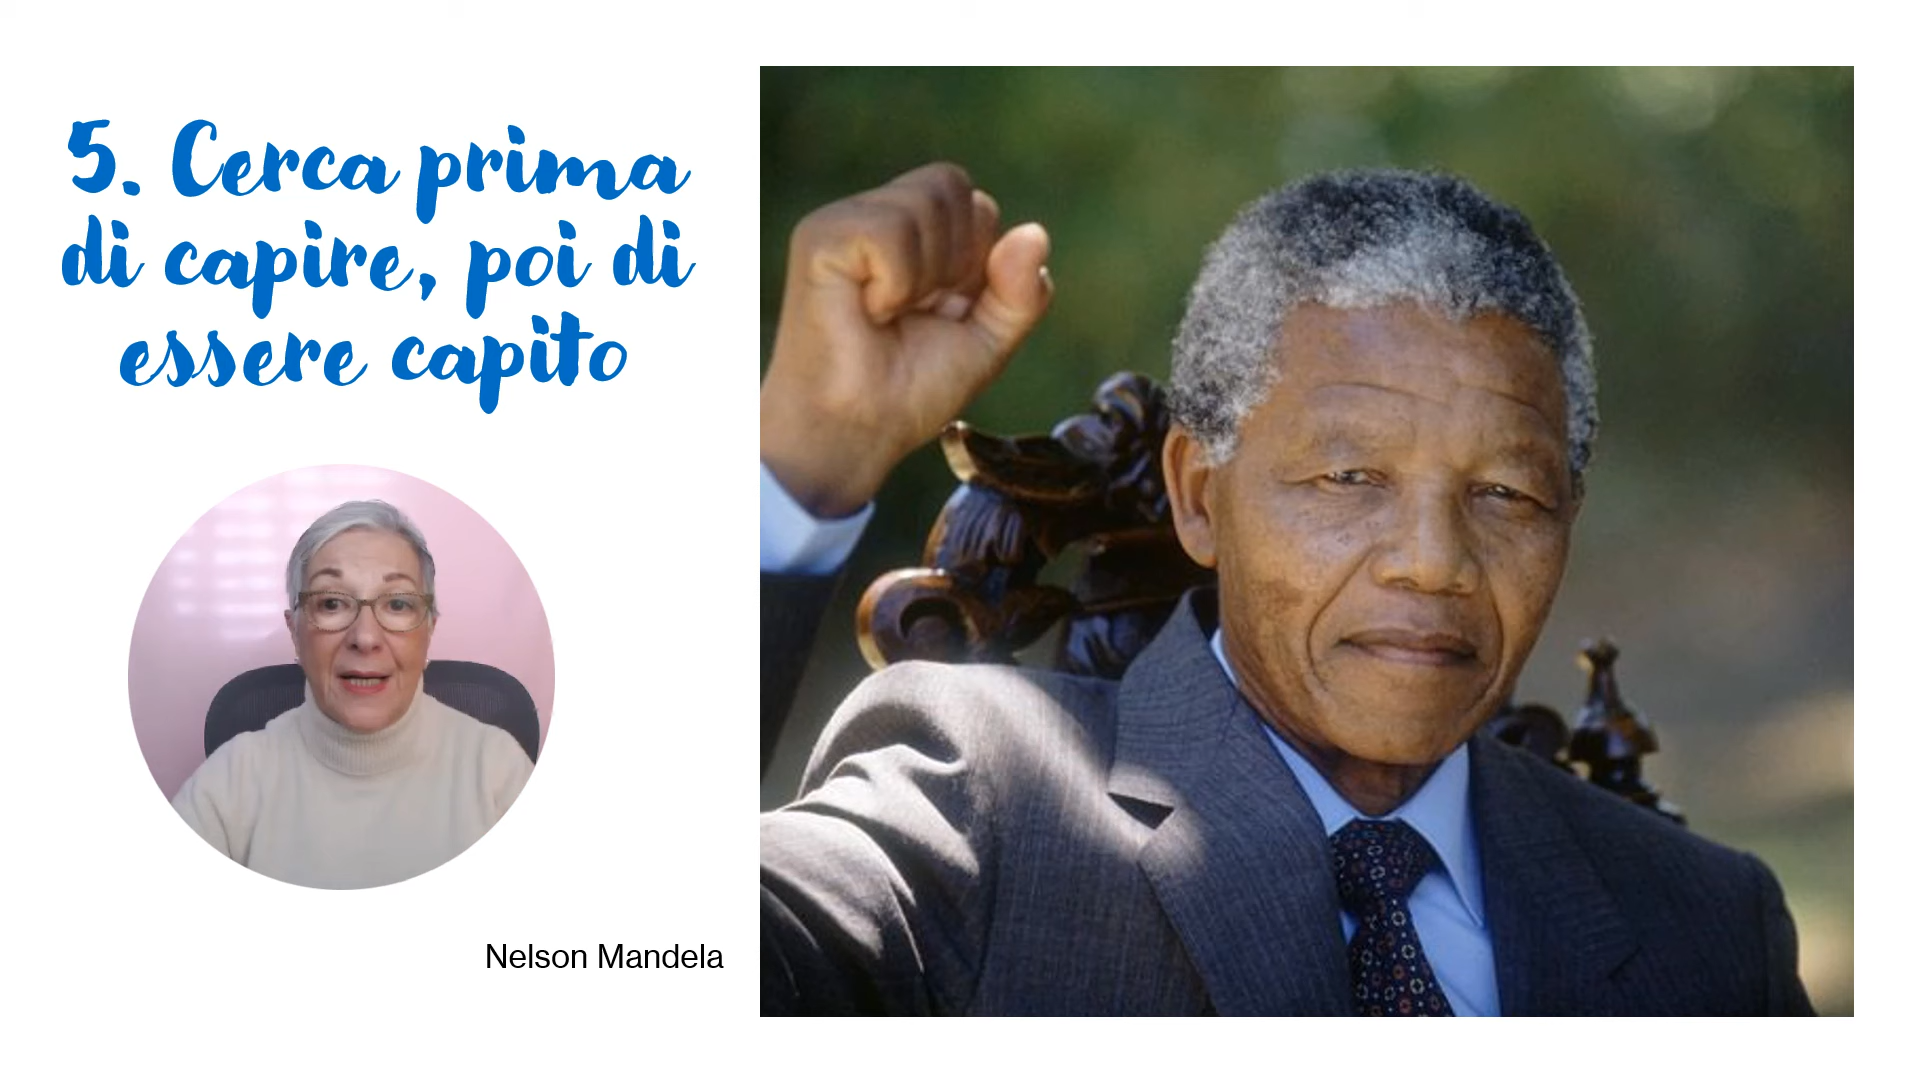 5. Cerca prima
di capire, poi di
essere capito
Nelson Mandela